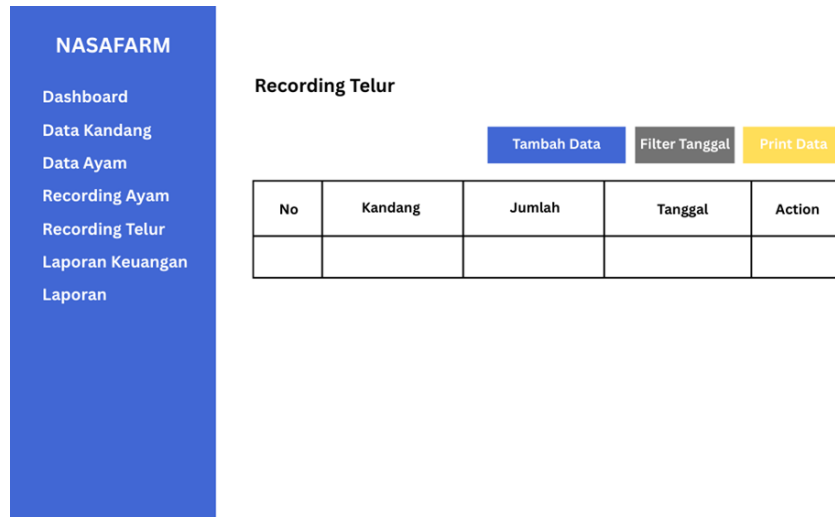 NASAFARM
Dashboard
Data Kandang
Data Ayam
Recording Ayam
Recording Telur
Laporan Keuangan
Laporan
Recording Telur
Tambah Data
Filter Tanggal
Print Data
No
Kandang
Jumlah
Tanggal
Action